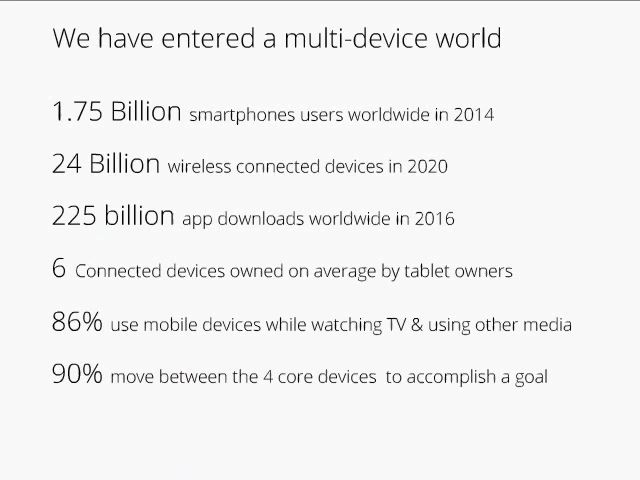 We have entered a multi-device world
1.75 Billion smartphones users worldwide in 2014
24 Billion wireless connected devices in 2020
225 billion app downloads worldwide in 2016
6 Connected devices owned on average by tablet owners
86% use mobile devices while watching TV & using other media
90% move between the 4 core devices to accomplish a goal